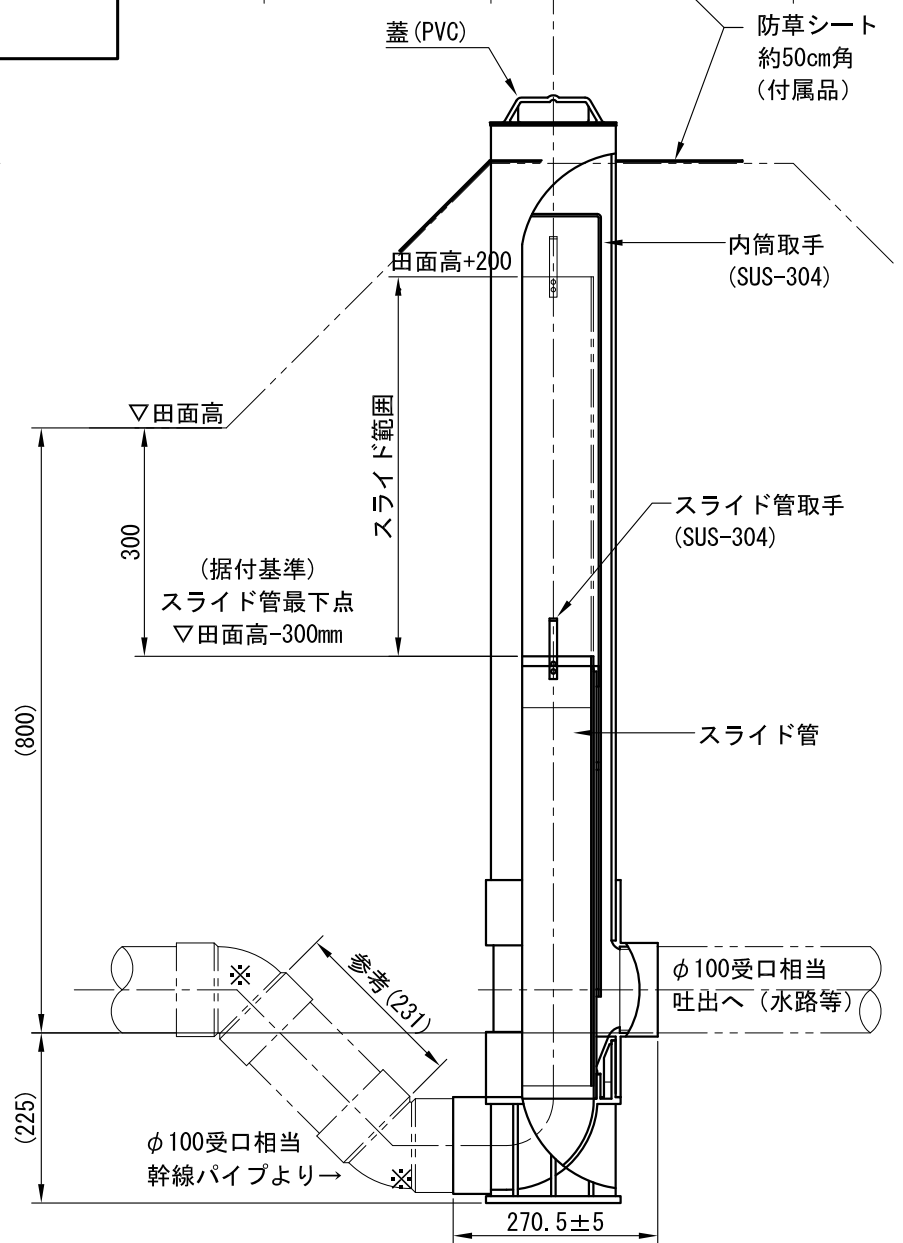 蓋(PVC)
防草シート
約50cm角
(付属品)
内筒取手
(SUS-304)
田面高+200
▽田面高
スライド範囲
300
スライド管取手
(SUS-304)
(据付基準)
スライド管最下点
▽田面高-300mm
(800)
スライド管
※
参考(231)
φ100受口相当
吐出へ(水路等)
(225)
φ100受口相当
幹線パイプより→
※
270.5±5